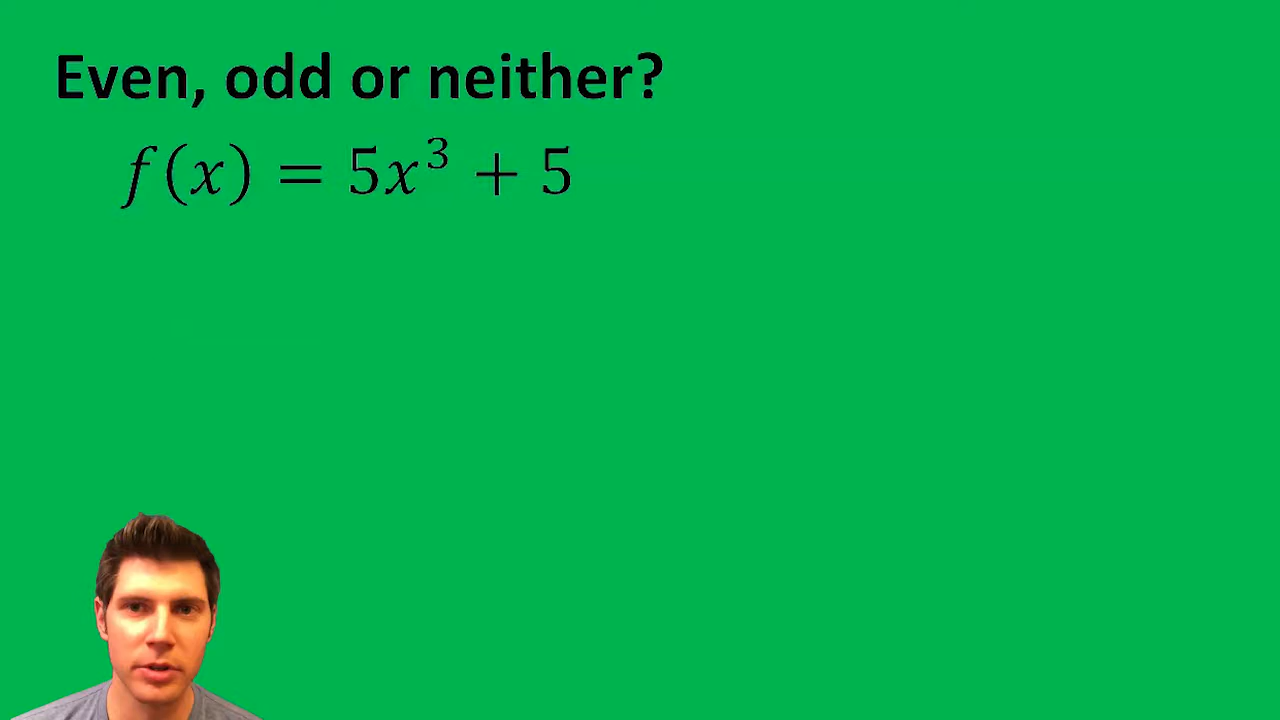 Even, odd or neither?
f(x) = 5x³ + 5